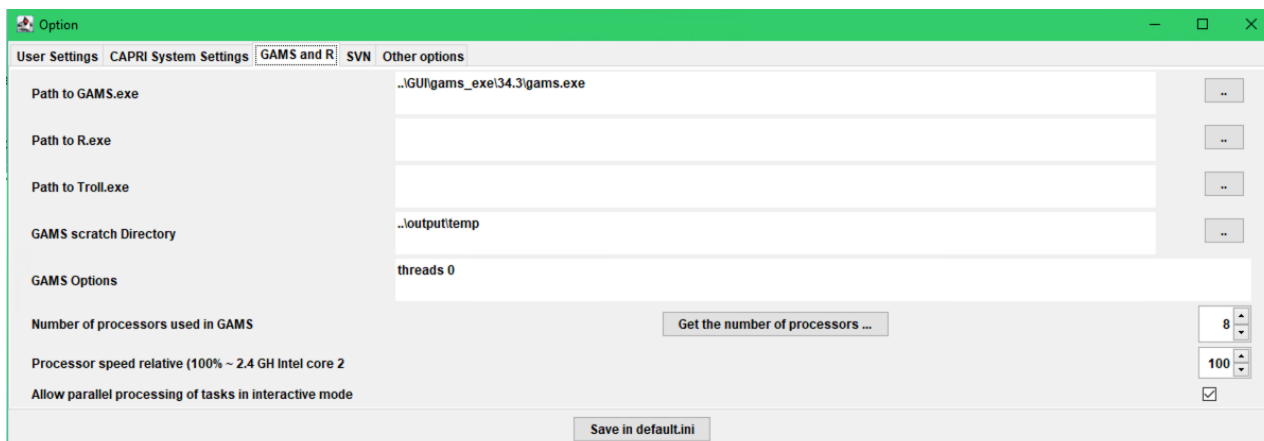 Option
User Settings CAPRI System Settings GAMS and R SVN Other options
Path to GAMS.exe ..\GUI\gams_exe\34.3\gams.exe ..
Path to R.exe ..
Path to Troll.exe ..
GAMS scratch Directory ..\output\temp ..
GAMS Options threads 0
Number of processors used in GAMS Get the number of processors ... 8
Processor speed relative (100% ~ 2.4 GH Intel core 2 100
Allow parallel processing of tasks in interactive mode
Save in default.ini